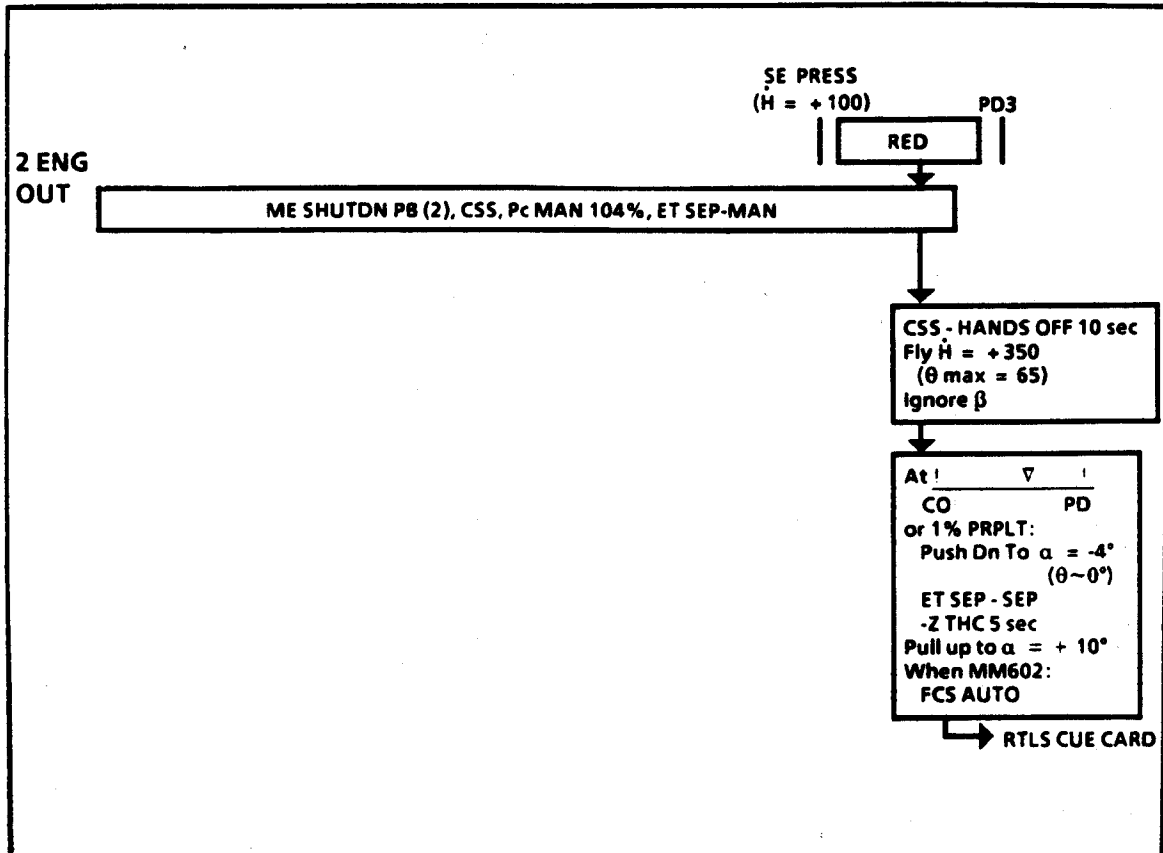 SE PRESS
(Ḣ = +100)
PD3
RED
2 ENG
OUT
ME SHUTDN PB (2), CSS, Pc MAN 104%, ET SEP-MAN
CSS - HANDS OFF 10 sec
Fly Ḣ = +350
(θ max = 65)
Ignore β
At
CO PD
or 1% PRPLT:
Push Dn To α = -4°
(θ~0°)
ET SEP - SEP
-Z THC 5 sec
Pull up to α = + 10°
When MM602:
FCS AUTO
RTLS CUE CARD